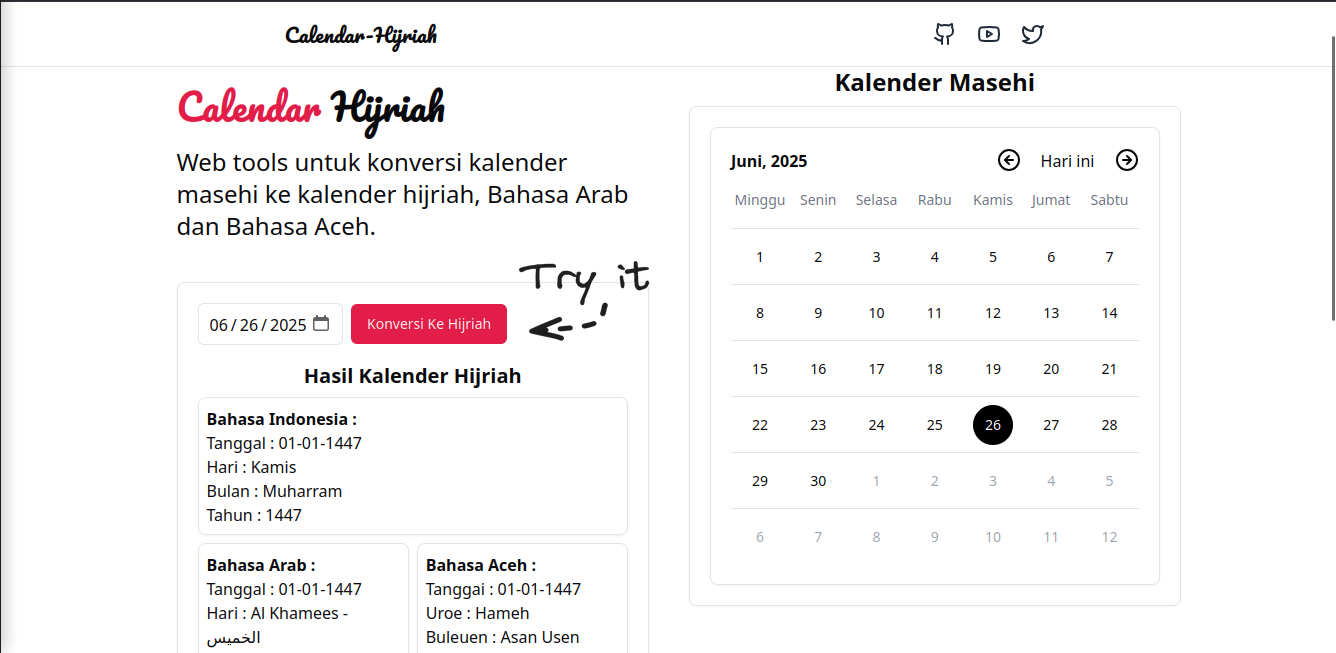 Calendar-Hijriah
Calendar Hijriah
Web tools untuk konversi kalender
masehi ke kalender hijriah, Bahasa Arab
dan Bahasa Aceh.
Try it
06/26/2025
Konversi Ke Hijriah
Hasil Kalender Hijriah
Bahasa Indonesia :
Tanggal : 01-01-1447
Hari : Kamis
Bulan : Muharram
Tahun : 1447
Bahasa Arab :
Tanggal : 01-01-1447
Hari : Al Khamees -
الخميس
Bahasa Aceh :
Tanggai : 01-01-1447
Uroe : Hameh
Buleuen : Asan Usen
Kalender Masehi
Juni, 2025
Hari ini
Minggu Senin Selasa Rabu Kamis Jumat Sabtu
1 2 3 4 5 6 7
8 9 10 11 12 13 14
15 16 17 18 19 20 21
22 23 24 25 26 27 28
29 30 1 2 3 4 5
6 7 8 9 10 11 12